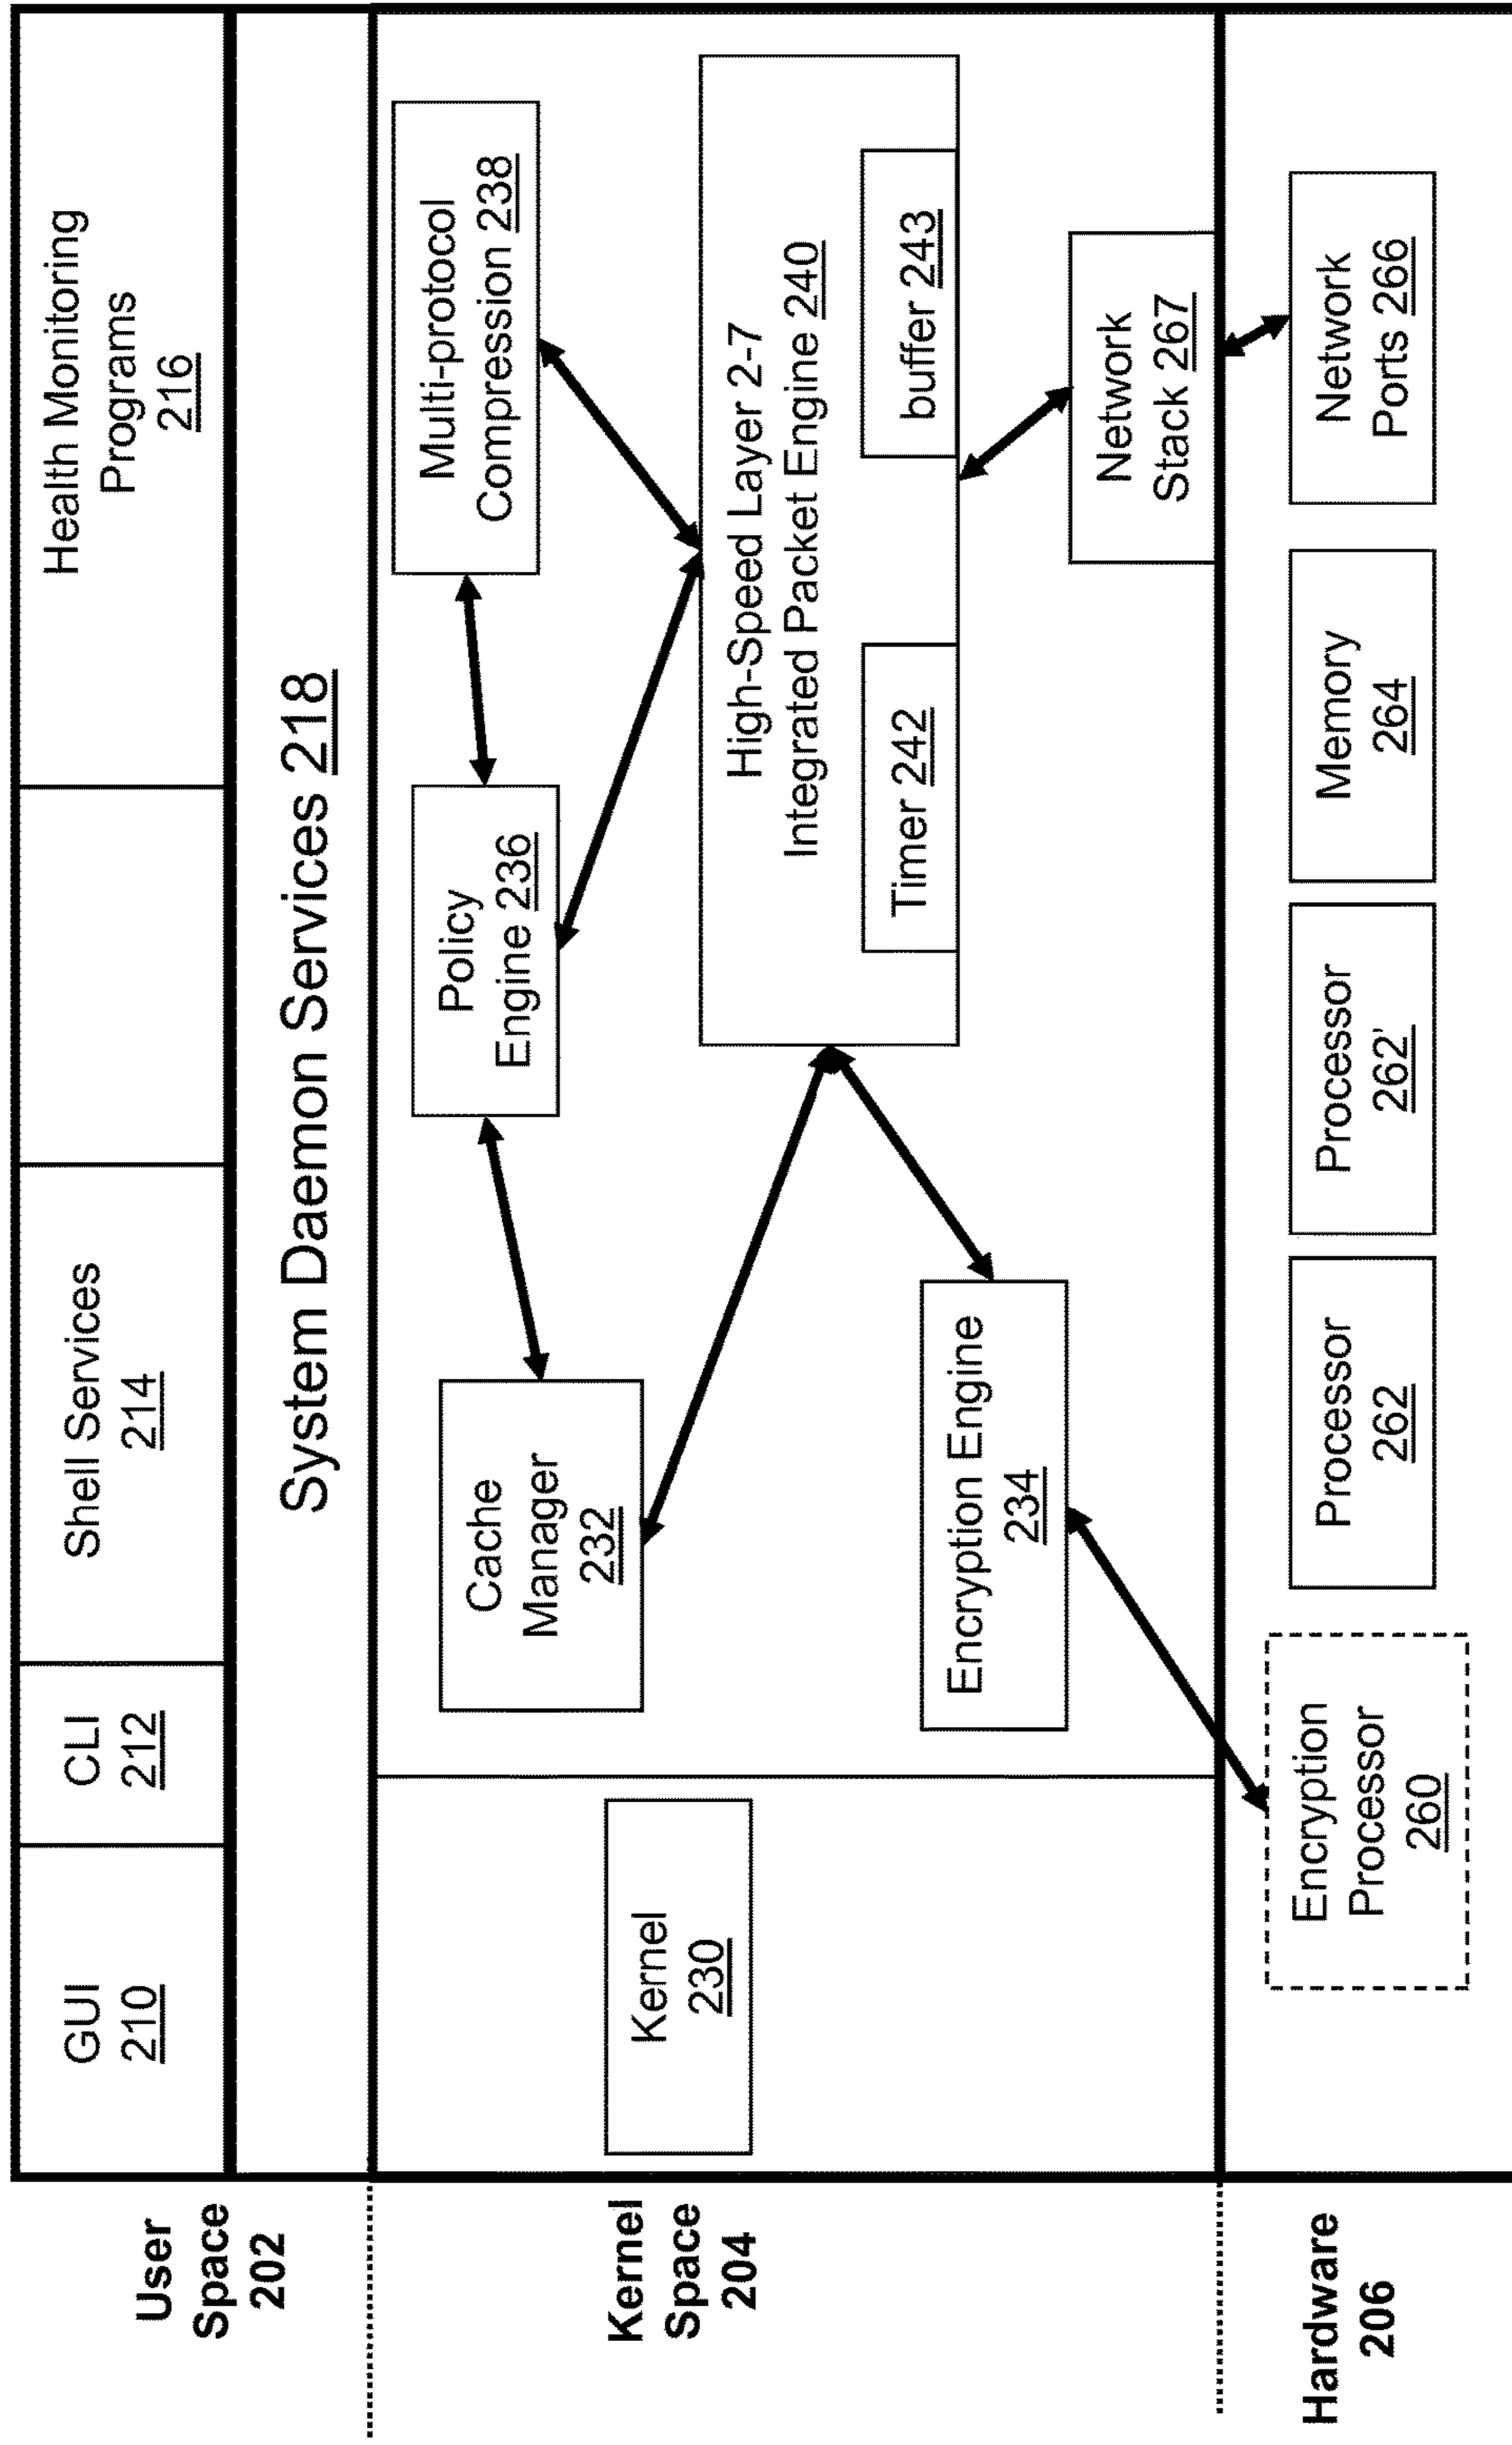 User
Space
202
GUI
210
CLI
212
Shell Services
214
Health Monitoring
Programs
216
System Daemon Services 218
Kernel
Space
204
Kernel
230
Cache
Manager
232
Policy
Engine 236
Multi-protocol
Compression 238
High-Speed Layer 2-7
Integrated Packet Engine 240
Timer 242
buffer 243
Encryption Engine
234
Network
Stack 267
Hardware
206
Encryption
Processor
260
Processor
262
Processor
262'
Memory
264
Network
Ports 266